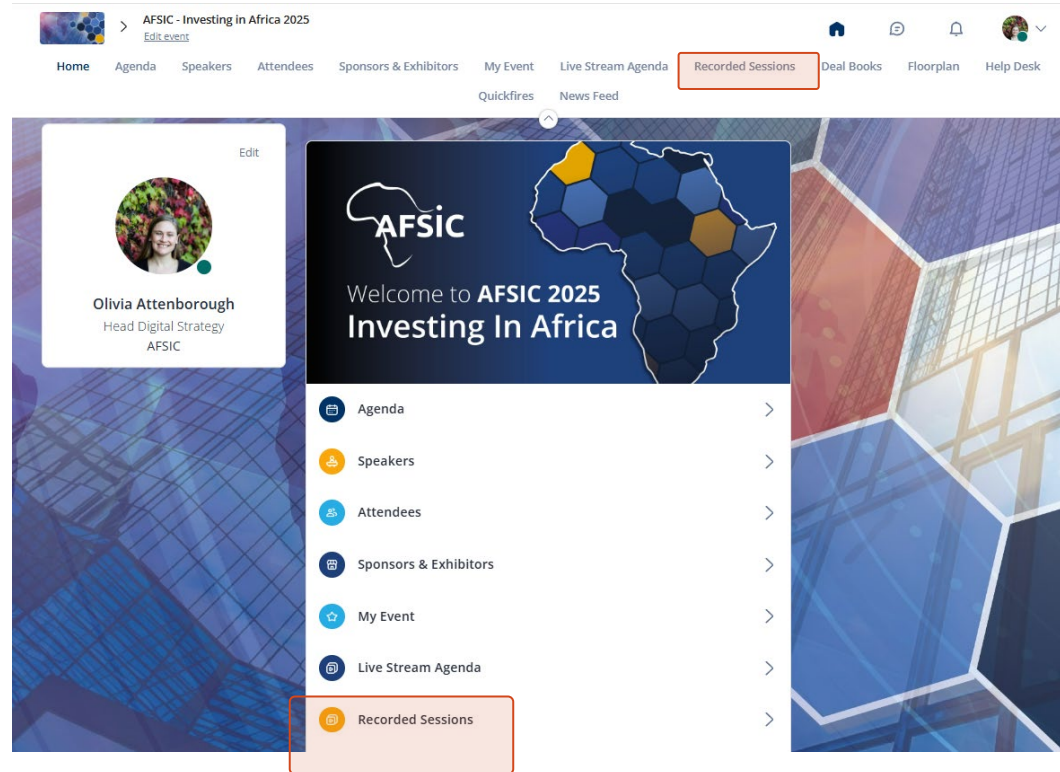 AFSIC - Investing in Africa 2025
Edit event
Home Agenda Speakers Attendees Sponsors & Exhibitors My Event Live Stream Agenda Recorded Sessions Deal Books Floorplan Help Desk
Quickfires News Feed
Edit
Olivia Attenborough
Head Digital Strategy
AFSIC
AFSIC
Welcome to AFSIC 2025
Investing In Africa
Agenda
Speakers
Attendees
Sponsors & Exhibitors
My Event
Live Stream Agenda
Recorded Sessions